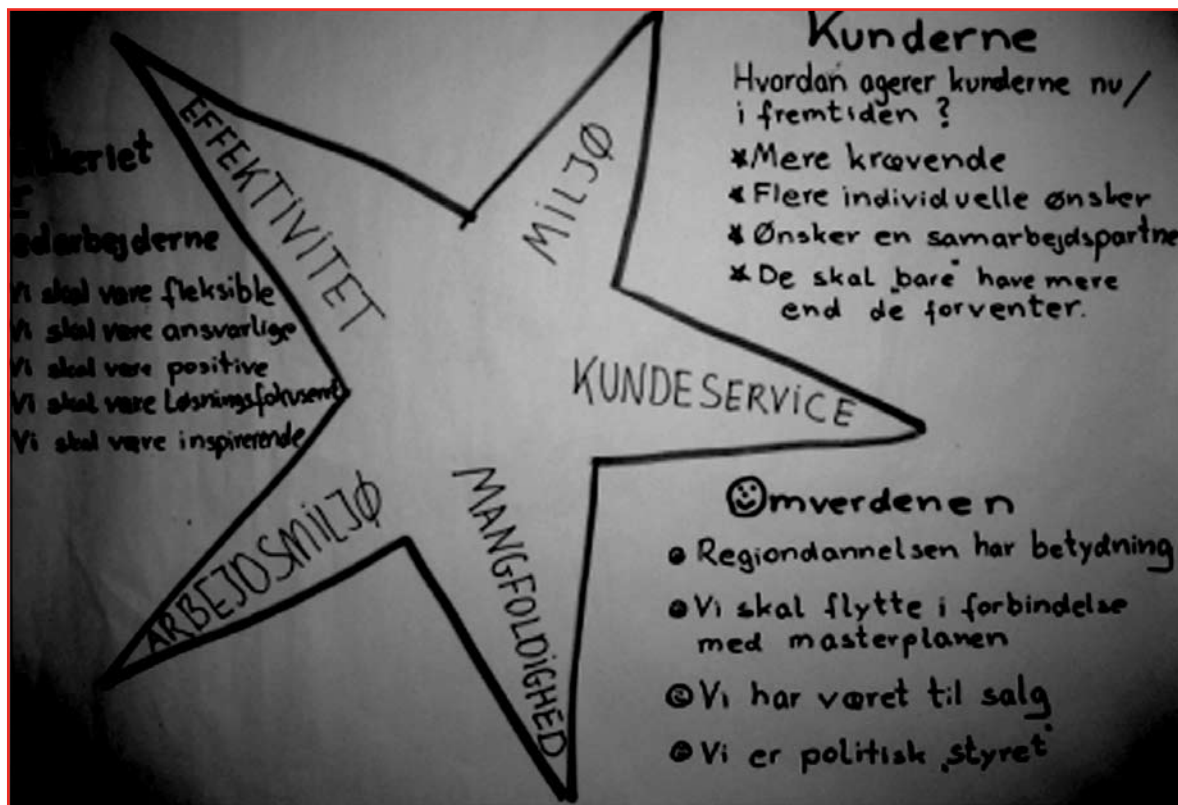 Kunderne
Hvordan agerer kunderne nu/
i fremtiden ?
* Mere krævende
* Flere individuelle ønsker
* Ønsker en samarbejdspartne
* De skal „bare" have mere
end de forventer.
EFFEKTIVITET
MILJØ
KUNDESERVICE
MANGFOLDIGHED
ARBEJDSMILJØ
edarbejderne
Vi skal være fleksible
Vi skal være ansvarlige
Vi skal være positive
Vi skal være løsningsfokuseret
Vi skal være inspirerende
Omverdenen
Regiondannelsen har betydning
Vi skal flytte i forbindelse
med masterplanen
Vi har været til salg
Vi er politisk „styret"